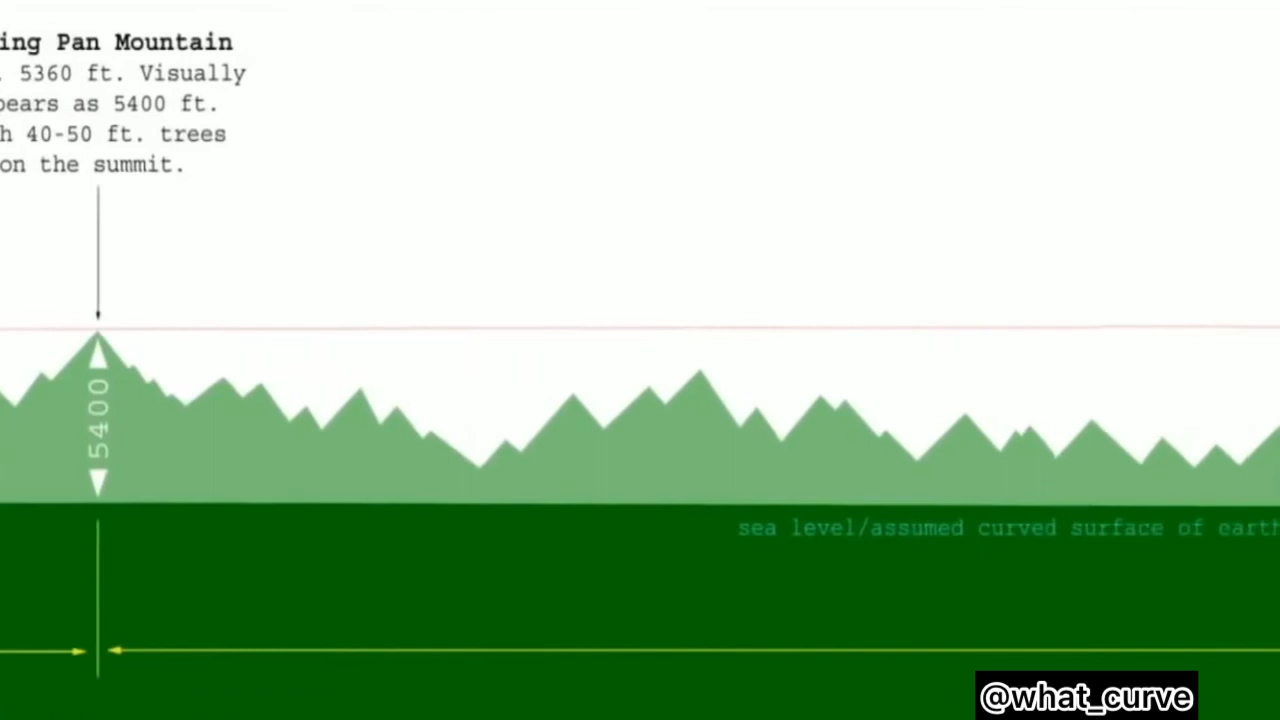 ing Pan Mountain
. 5360 ft. Visually
pears as 5400 ft.
h 40-50 ft. trees
on the summit.
5400
sea level/assumed curved surface of earth
@what_curve